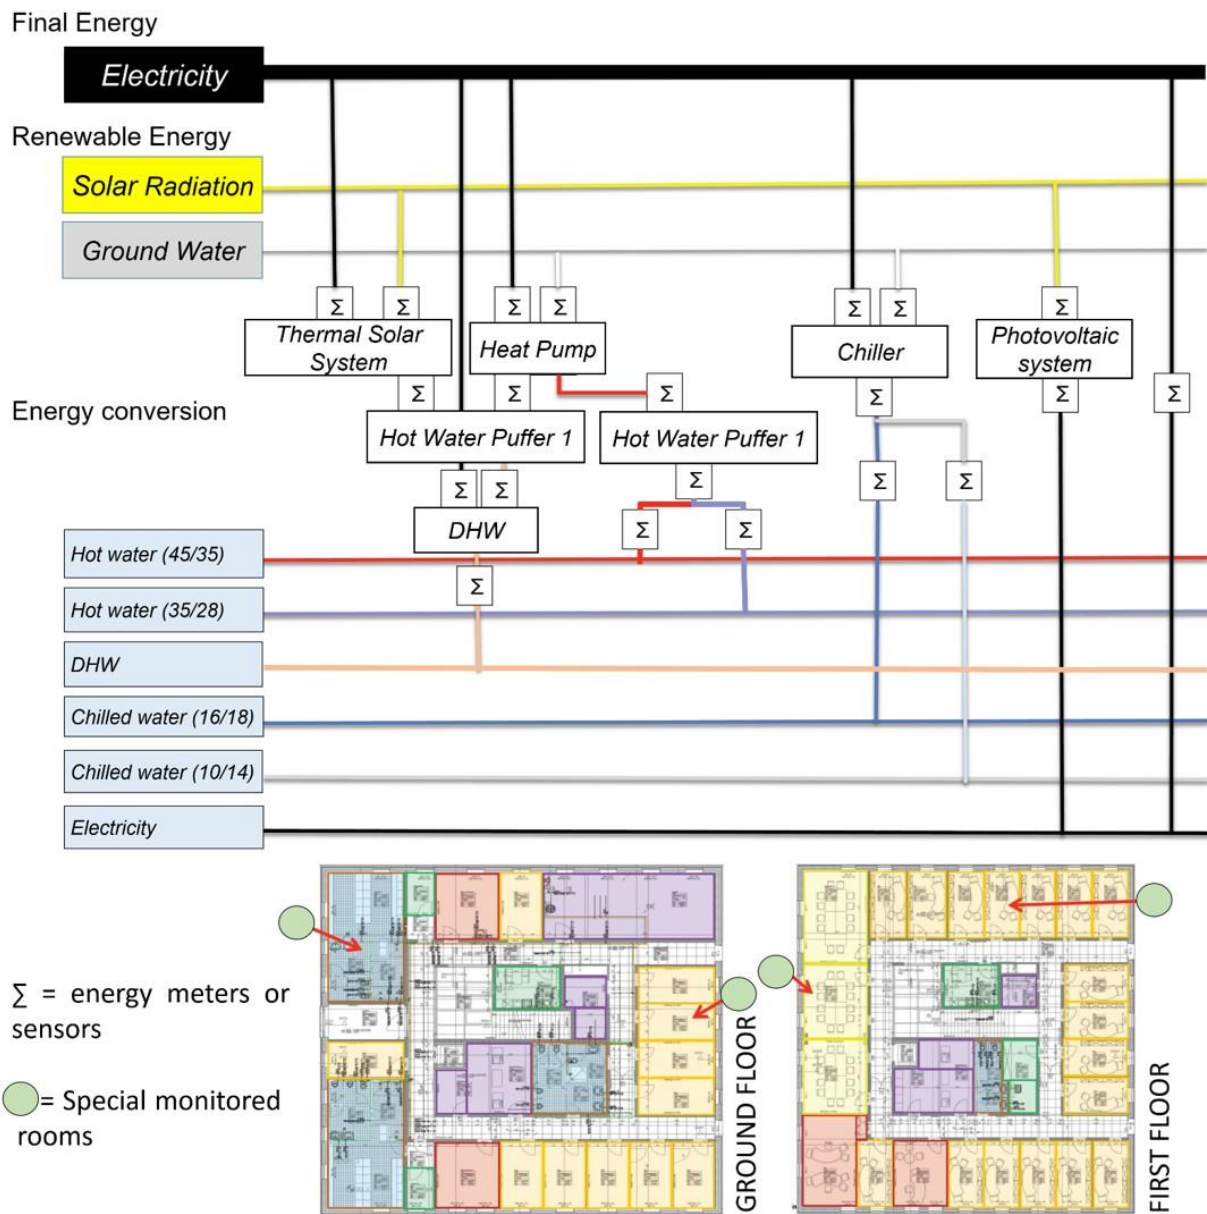 Final Energy
Electricity
Renewable Energy
Solar Radiation
Ground Water
Σ Σ Σ Σ Σ Σ Σ
Thermal Solar
System
Heat Pump
Chiller
Photovoltaic
system
Σ Σ Σ Σ Σ Σ
Energy conversion
Hot Water Puffer 1
Hot Water Puffer 1
Σ Σ Σ Σ Σ
DHW
Σ Σ
Hot water (45/35)
Σ
Hot water (35/28)
DHW
Chilled water (16/18)
Chilled water (10/14)
Electricity
∑ = energy meters or
sensors
= Special monitored
rooms
GROUND FLOOR
FIRST FLOOR